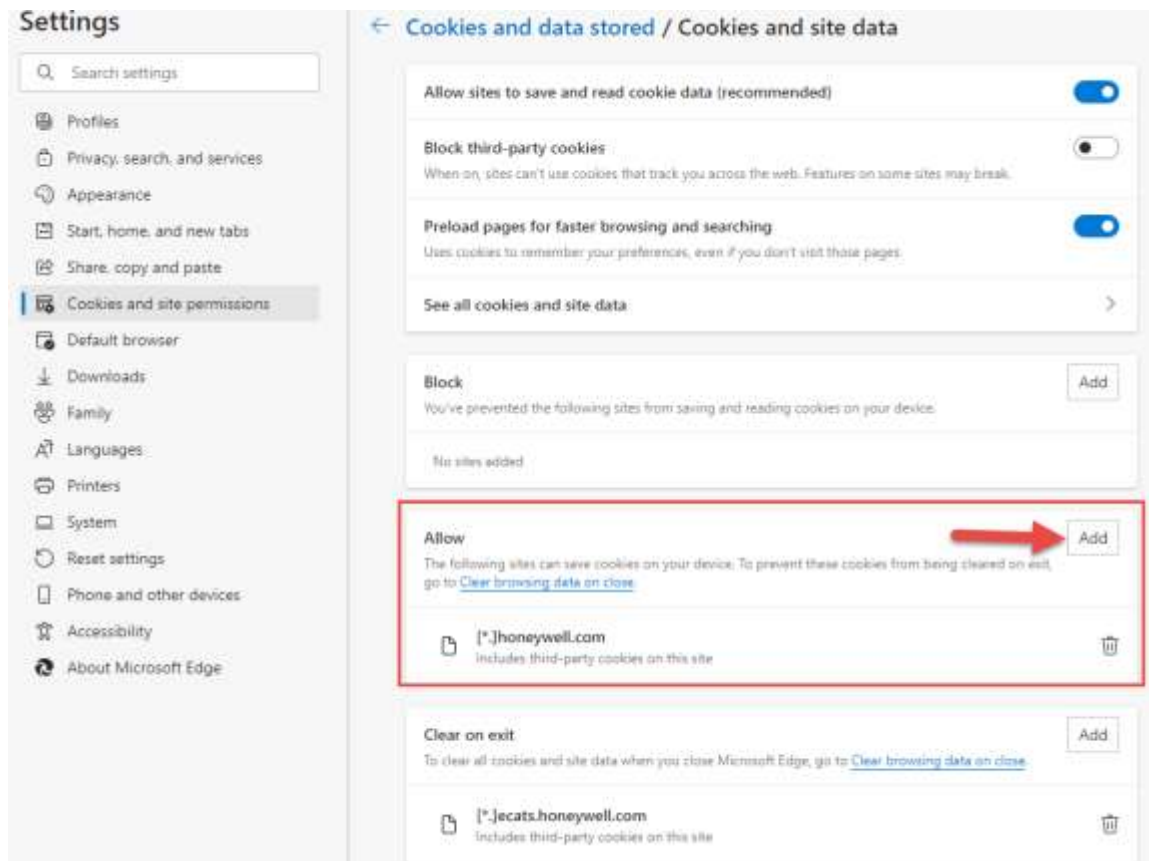 Settings
Search settings
Profiles
Privacy, search, and services
Appearance
Start, home, and new tabs
Share, copy and paste
Cookies and site permissions
Default browser
Downloads
Family
Languages
Printers
System
Reset settings
Phone and other devices
Accessibility
About Microsoft Edge
Cookies and data stored / Cookies and site data
Allow sites to save and read cookie data (recommended)
Block third-party cookies
When on, sites can't use cookies that track you across the web. Features on some sites may break.
Preload pages for faster browsing and searching
Uses cookies to remember your preferences, even if you don't visit those pages
See all cookies and site data
Block
Add
You've prevented the following sites from saving and reading cookies on your device.
No sites added
Allow
Add
The following sites can save cookies on your device. To prevent these cookies from being cleared on exit,
go to Clear browsing data on close.
[*.]honeywell.com
Includes third-party cookies on this site
Clear on exit
Add
To clear all cookies and site data when you close Microsoft Edge, go to Clear browsing data on close.
[*.]ecats.honeywell.com
Includes third-party cookies on this site